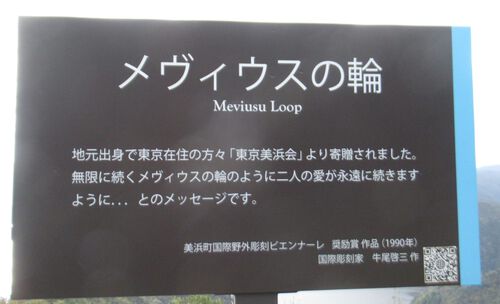 メヴィウスの輪
Meviusu Loop
地元出身で東京在住の方々「東京美浜会」より寄贈されました。
無限に続くメヴィウスの輪のように二人の愛が永遠に続きます
ように... とのメッセージです。
美浜町国際野外彫刻ビエンナーレ 奨励賞 作品（1990年）
国際彫刻家 牛尾啓三 作